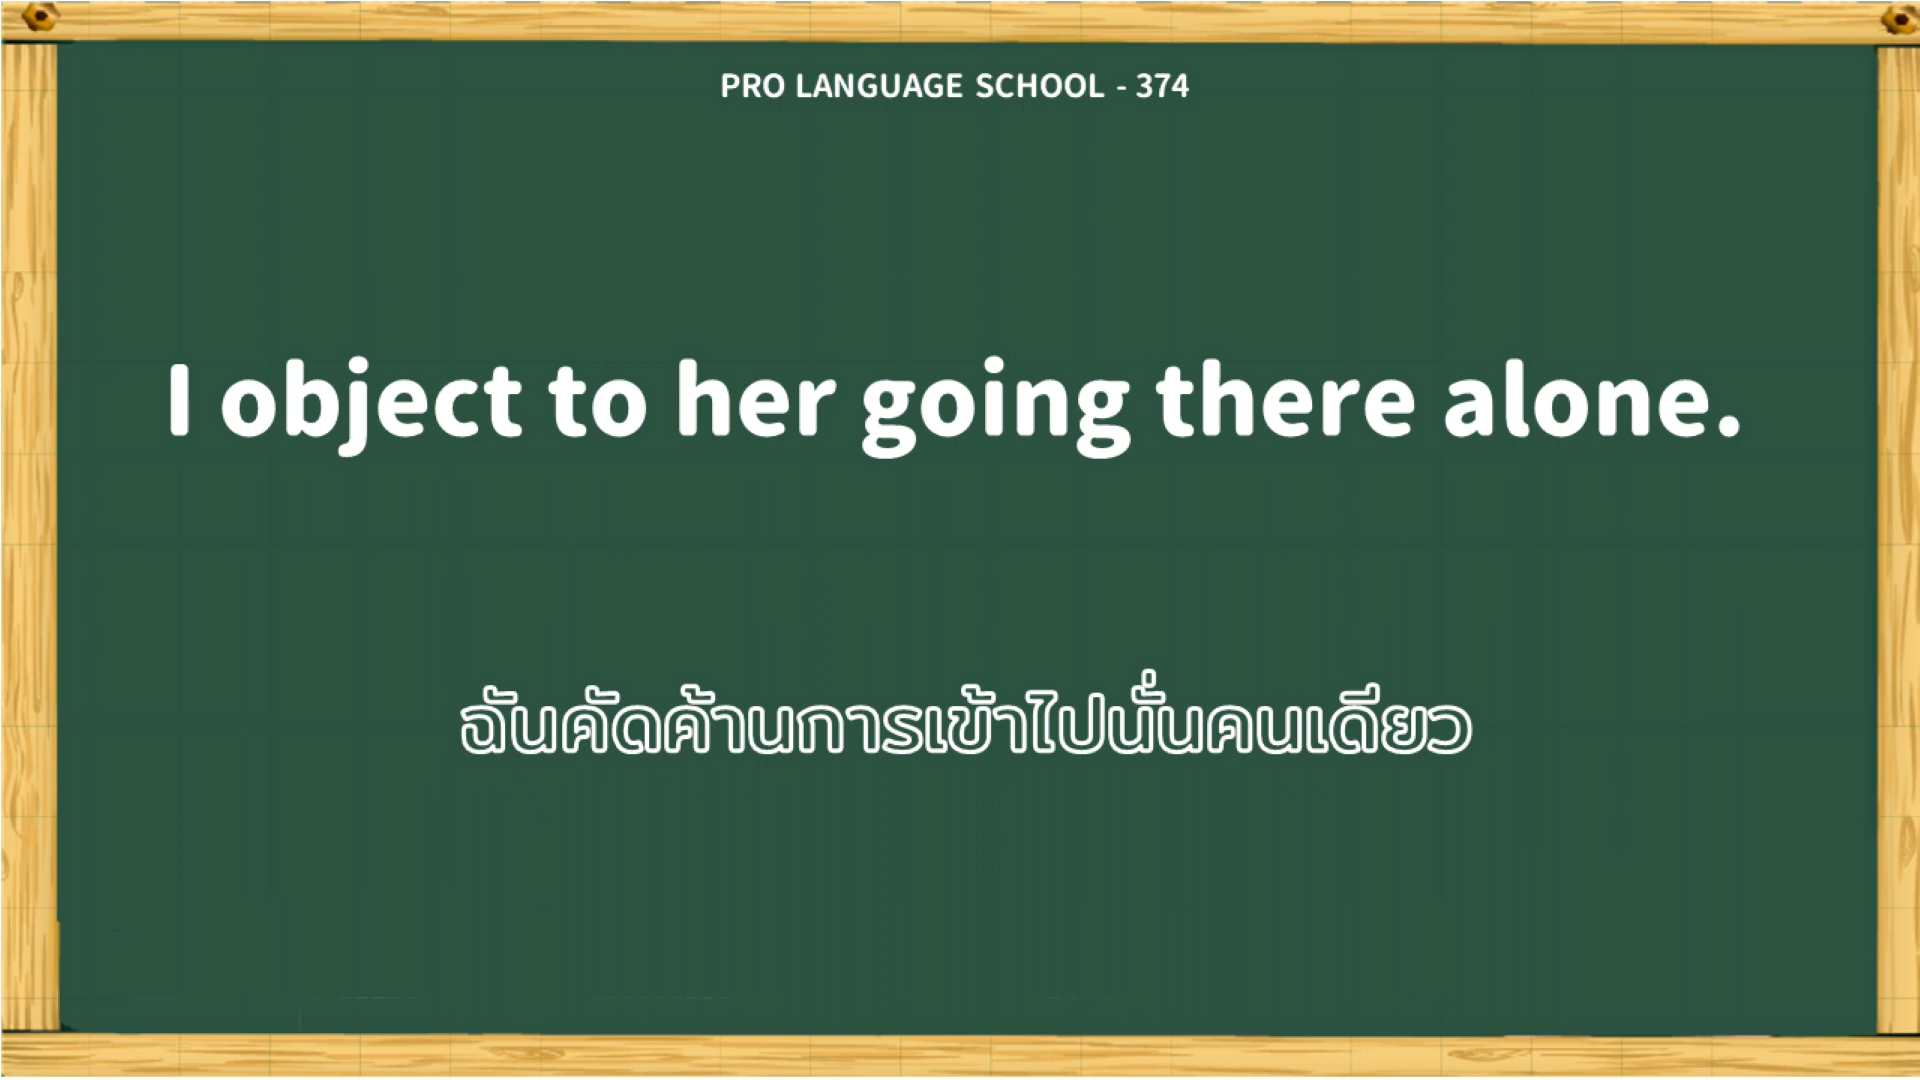 PRO LANGUAGE SCHOOL - 374
I object to her going there alone.
ฉันคัดค้านการเข้าไปนั่นคนเดียว